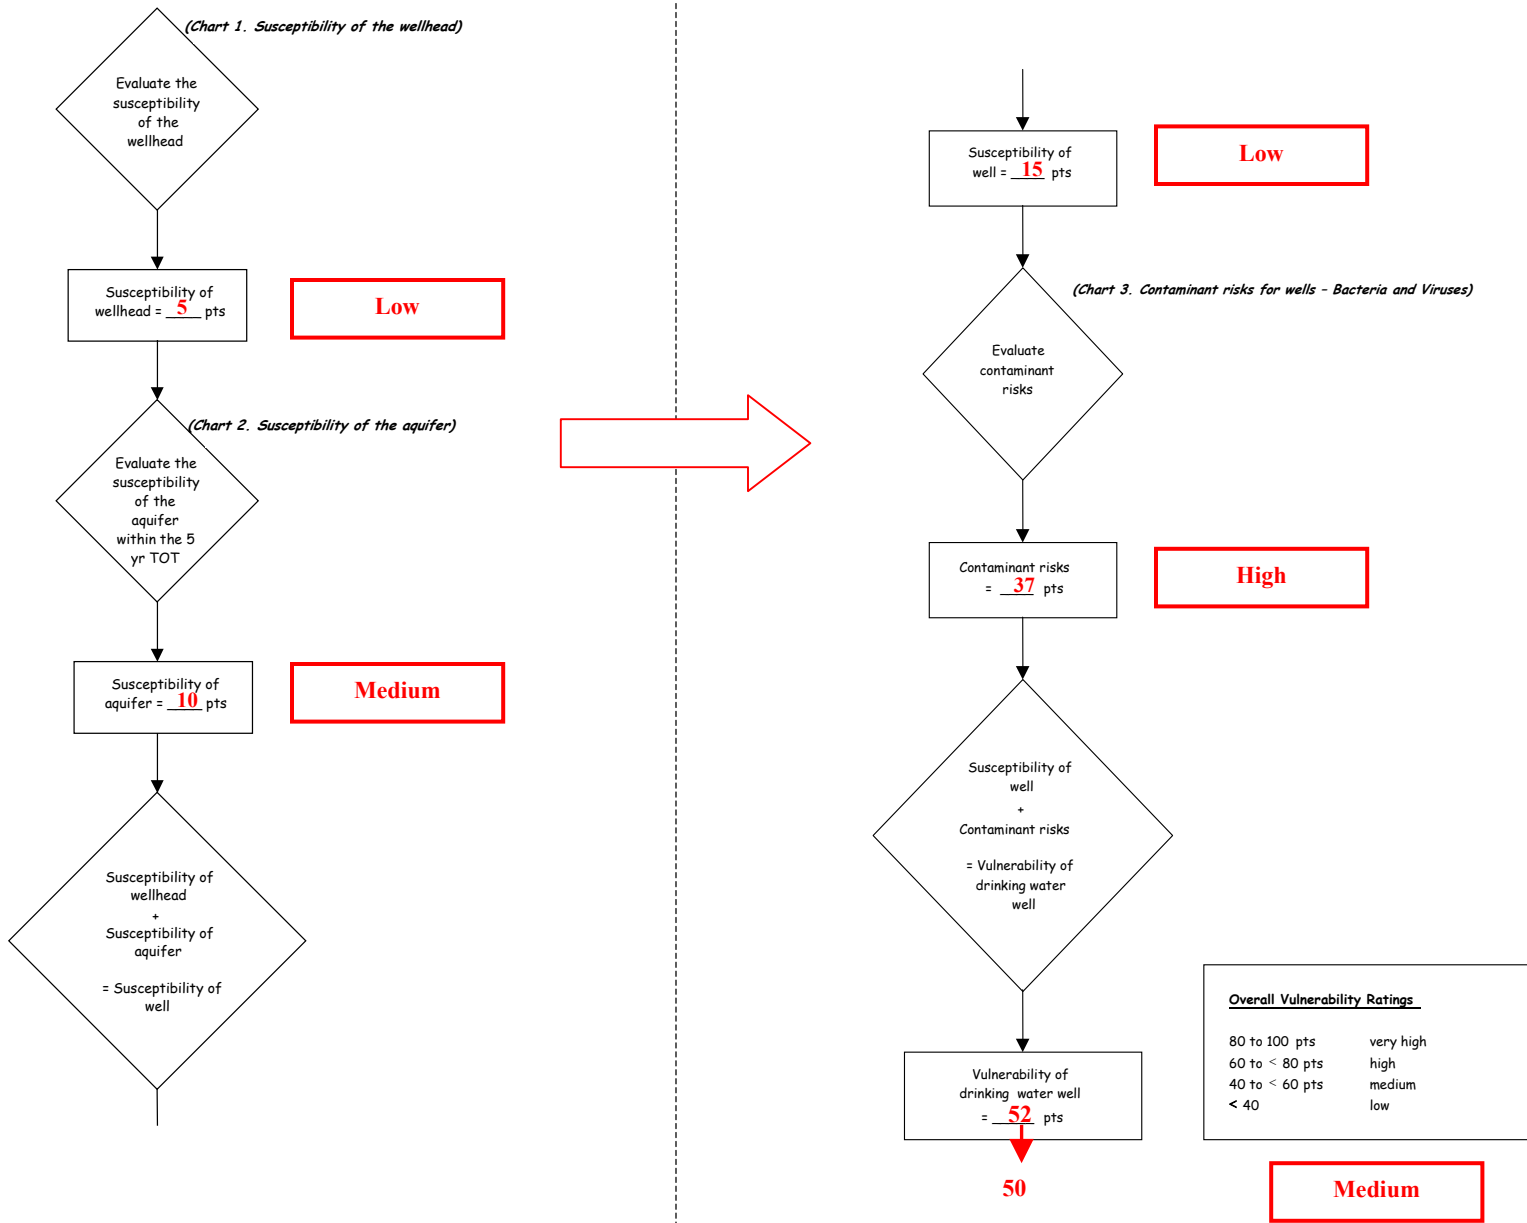 (Chart 1. Susceptibility of the wellhead)
Evaluate the
susceptibility
of the
wellhead
Susceptibility of
wellhead = 5 pts
Low
(Chart 2. Susceptibility of the aquifer)
Evaluate the
susceptibility
of the
aquifer
within the 5
yr TOT
Susceptibility of
aquifer = 10 pts
Medium
Susceptibility of
wellhead
+
Susceptibility of
aquifer
= Susceptibility of
well
Susceptibility of
well = 15 pts
Low
(Chart 3. Contaminant risks for wells – Bacteria and Viruses)
Evaluate
contaminant
risks
Contaminant risks
= 37 pts
High
Susceptibility of
well
+
Contaminant risks
= Vulnerability of
drinking water
well
Vulnerability of
drinking water well
= 52 pts
50
Overall Vulnerability Ratings
80 to 100 pts very high
60 to < 80 pts high
40 to < 60 pts medium
< 40 low
Medium